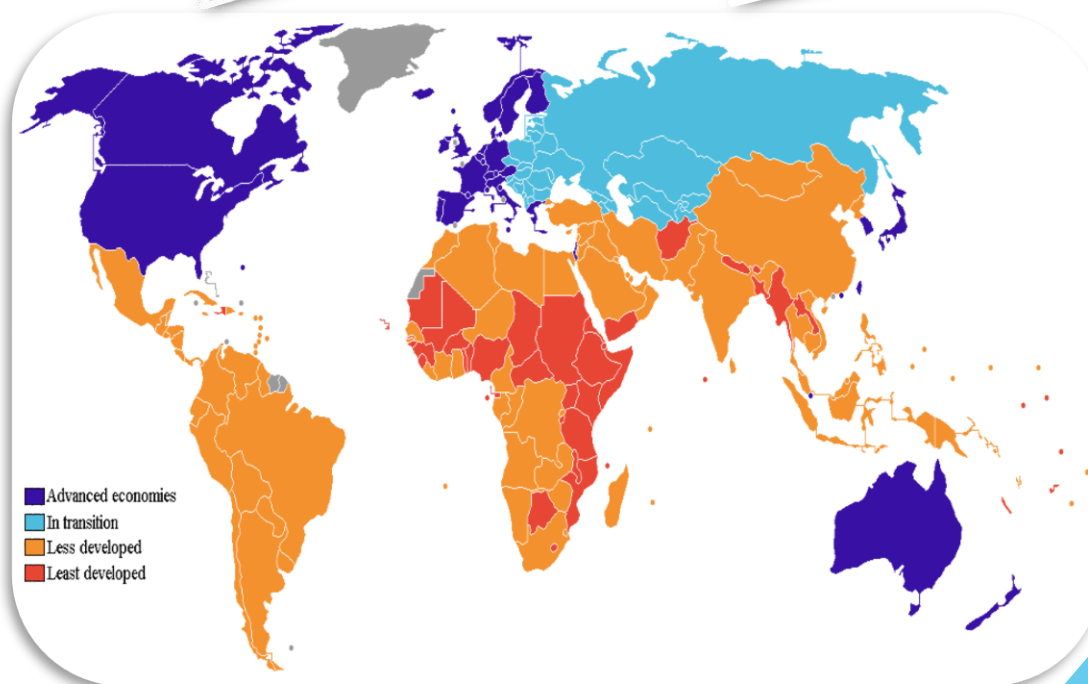 Advanced economies
In transition
Less developed
Least developed